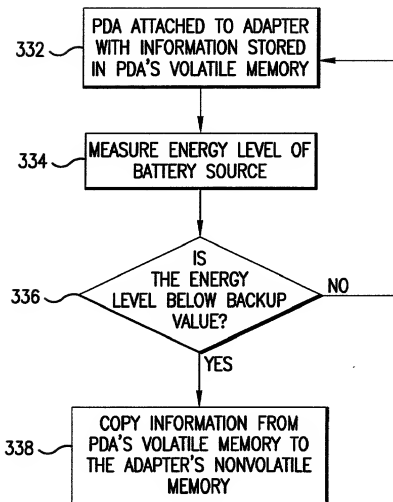 332
PDA ATTACHED TO ADAPTER
WITH INFORMATION STORED
IN PDA'S VOLATILE MEMORY
334
MEASURE ENERGY LEVEL OF
BATTERY SOURCE
336
IS
THE ENERGY
LEVEL BELOW BACKUP
VALUE?
NO
YES
338
COPY INFORMATION FROM
PDA'S VOLATILE MEMORY TO
THE ADAPTER'S NONVOLATILE
MEMORY